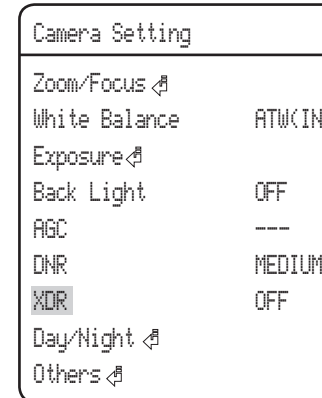 Camera Setting
Zoom/Focus ⏎
White Balance ATW(IN
Exposure⏎
Back Light OFF
AGC ---
DNR MEDIUM
XDR OFF
Day/Night ⏎
Others⏎